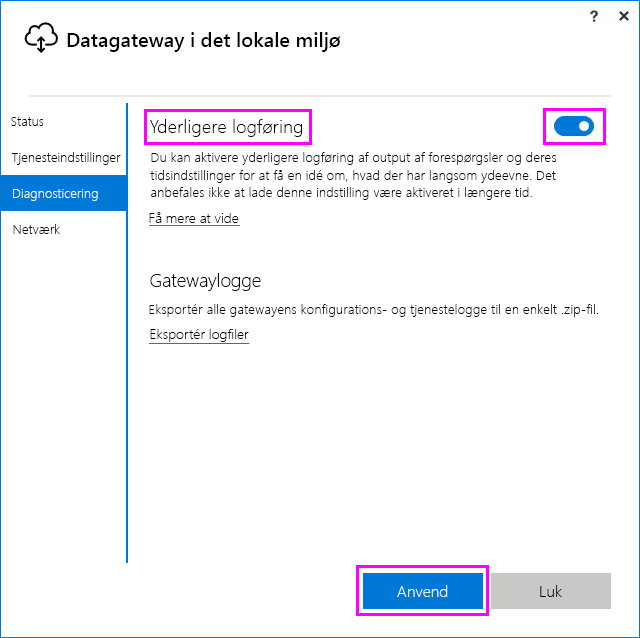 ?
Datagateway i det lokale miljø
Status
Tjenesteindstillinger
Diagnosticering
Netværk
Yderligere logføring
Du kan aktivere yderligere logføring af output af forespørgsler og deres
tidsindstillinger for at få en idé om, hvad der har langsom ydeevne. Det
anbefales ikke at lade denne indstilling være aktiveret i længere tid.
Få mere at vide
Gatewaylogge
Eksportér alle gatewayens konfigurations- og tjenestelogge til en enkelt .zip-fil.
Eksportér logfiler
Anvend
Luk